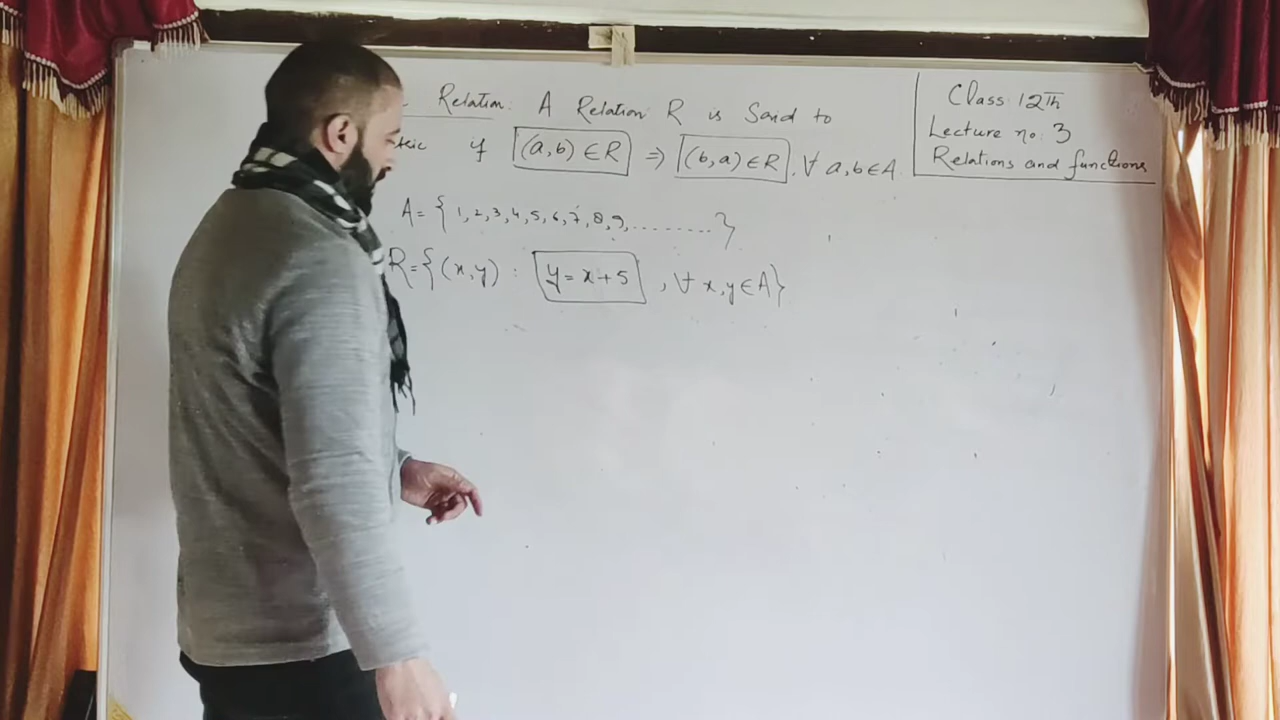 Relation: A Relation R is Said to
if (a,b) ∈ R ⇒ (b,a) ∈ R, ∀ a,b ∈ A
A = { 1, 2, 3, 4, 5, 6, 7, 8, 9, ......... }
R = { (x,y) : y = x + 5 , ∀ x,y ∈ A }
Class: 12th
Lecture no: 3
Relations and functions